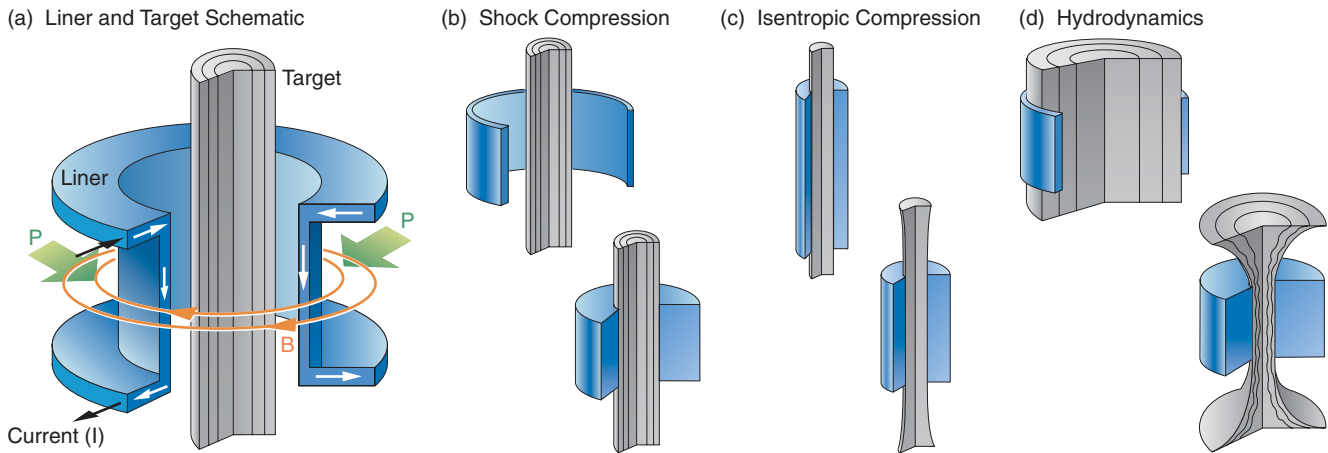 (a) Liner and Target Schematic
(b) Shock Compression
(c) Isentropic Compression
(d) Hydrodynamics
Target
Liner
P
P
B
Current (I)